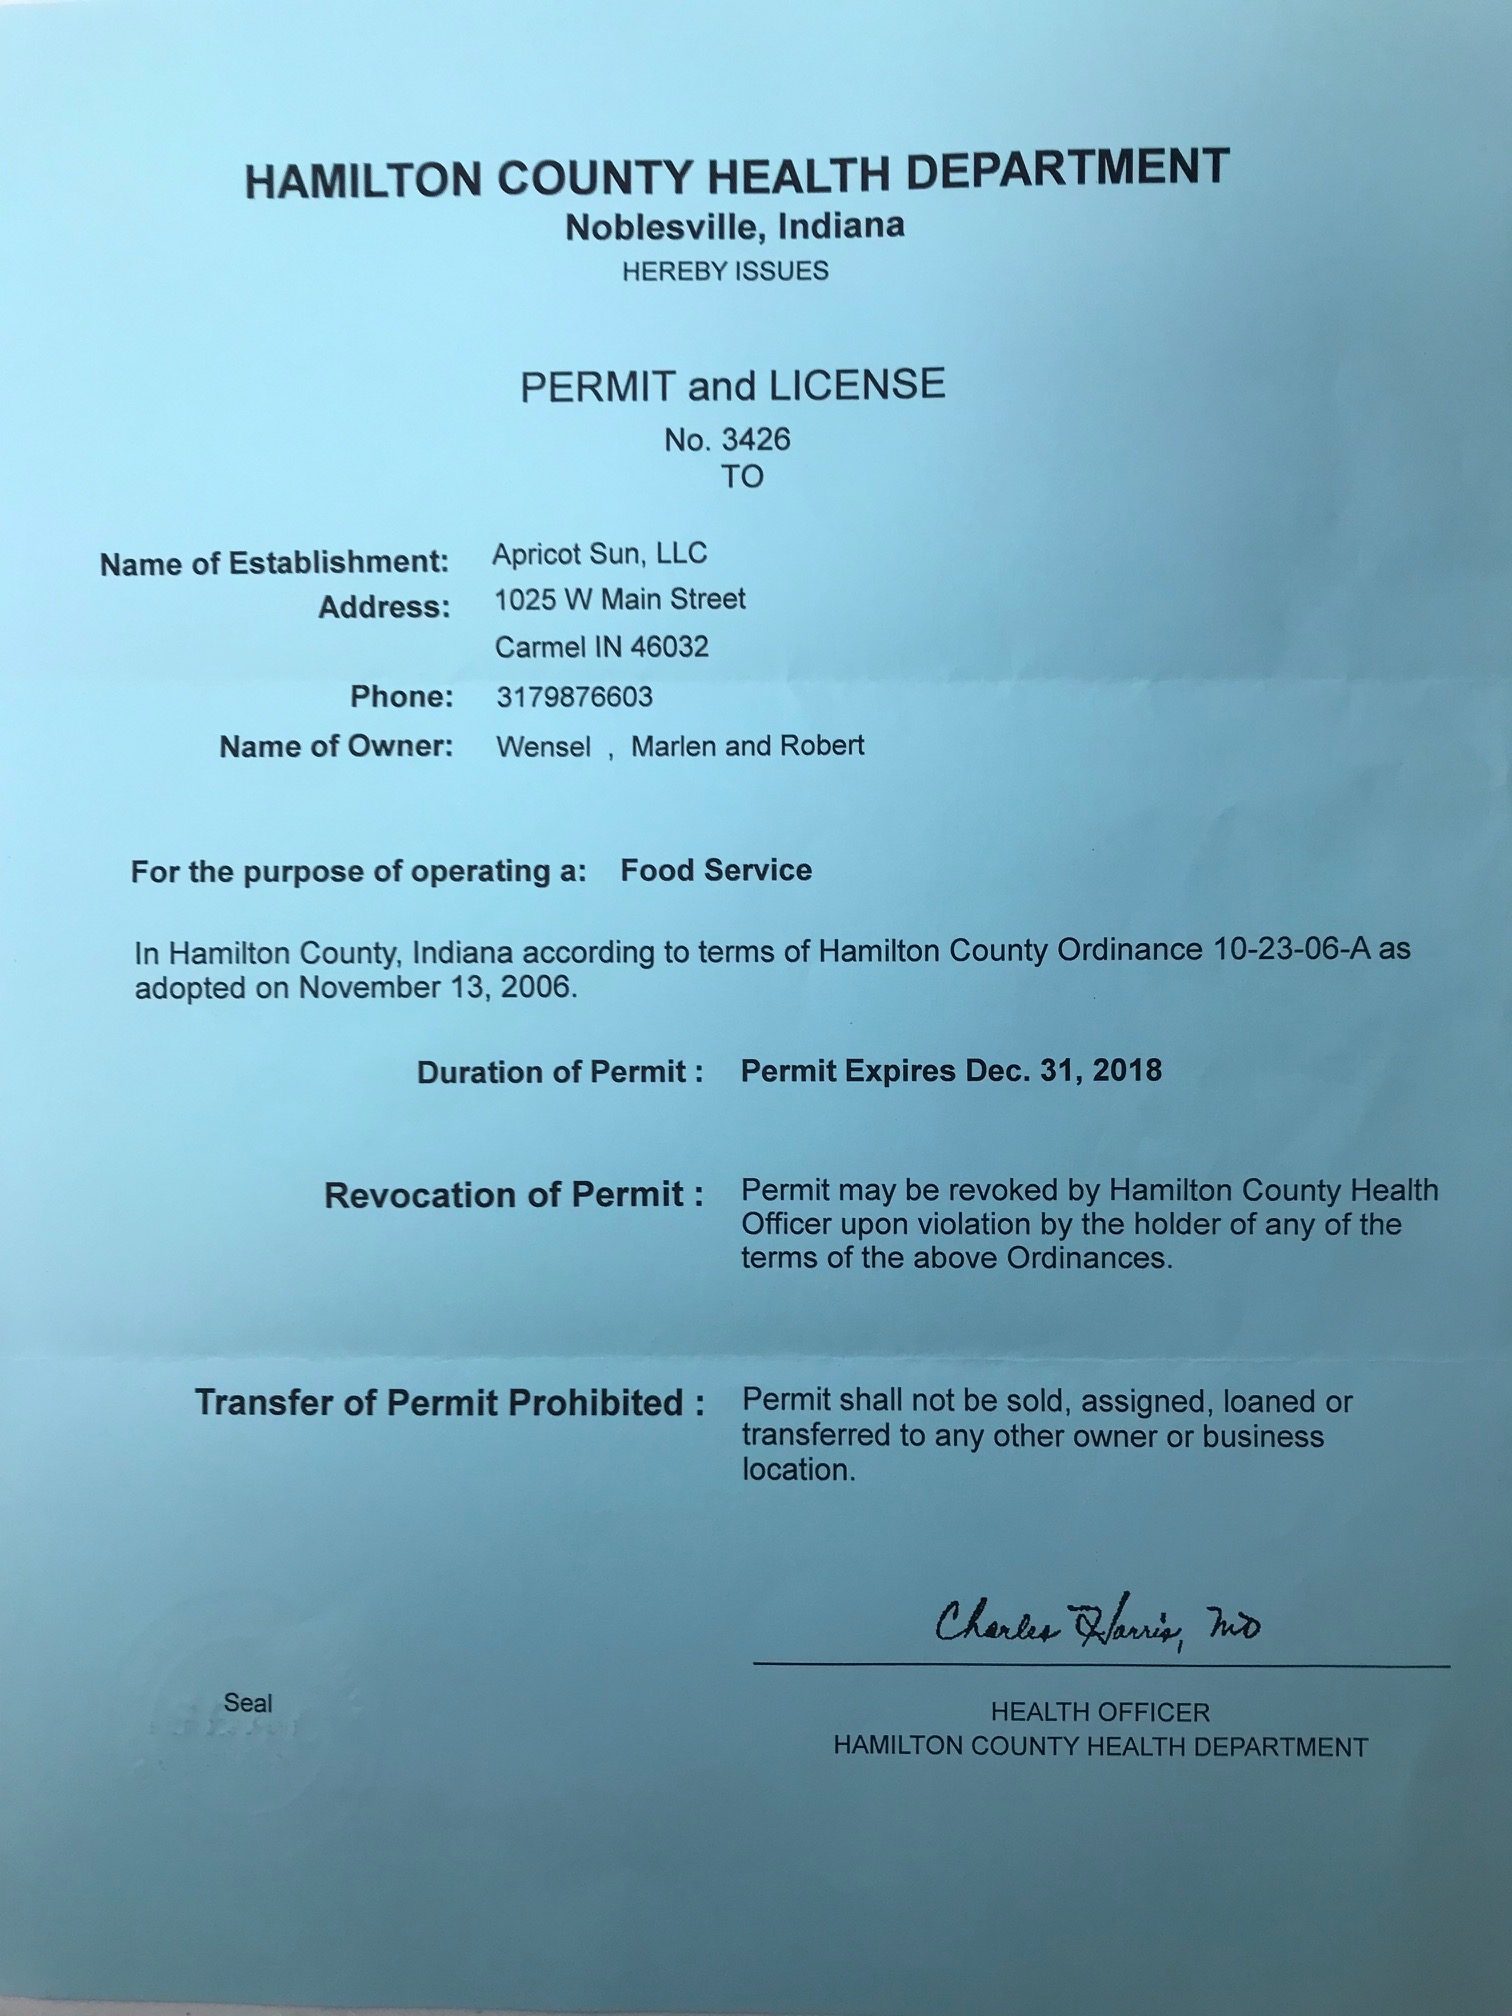 HAMILTON COUNTY HEALTH DEPARTMENT
Noblesville, Indiana
HEREBY ISSUES
PERMIT and LICENSE
No. 3426
TO
Name of Establishment: Apricot Sun, LLC
Address: 1025 W Main Street
Carmel IN 46032
Phone: 3179876603
Name of Owner: Wensel , Marlen and Robert
For the purpose of operating a: Food Service
In Hamilton County, Indiana according to terms of Hamilton County Ordinance 10-23-06-A as
adopted on November 13, 2006.
Duration of Permit : Permit Expires Dec. 31, 2018
Revocation of Permit : Permit may be revoked by Hamilton County Health
Officer upon violation by the holder of any of the
terms of the above Ordinances.
Transfer of Permit Prohibited : Permit shall not be sold, assigned, loaned or
transferred to any other owner or business
location.
Charles Harris, MD
Seal
HEALTH OFFICER
HAMILTON COUNTY HEALTH DEPARTMENT